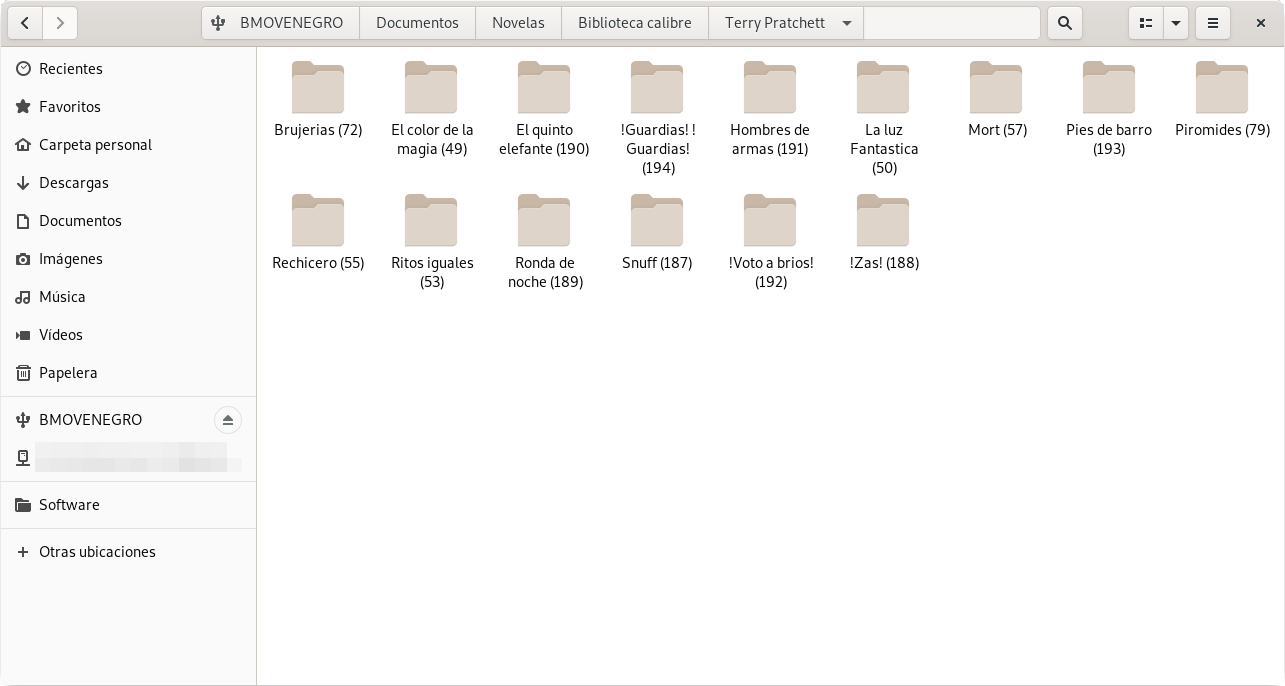 BMOVENEGRO
Documentos
Novelas
Biblioteca calibre
Terry Pratchett
Recientes
Favoritos
Carpeta personal
Descargas
Documentos
Imágenes
Música
Vídeos
Papelera
BMOVENEGRO
Software
Otras ubicaciones
Brujerias (72)
El color de la
magia (49)
El quinto
elefante (190)
!Guardias! !
Guardias!
(194)
Hombres de
armas (191)
La luz
Fantastica
(50)
Mort (57)
Pies de barro
(193)
Piromides (79)
Rechicero (55)
Ritos iguales
(53)
Ronda de
noche (189)
Snuff (187)
!Voto a brios!
(192)
!Zas! (188)